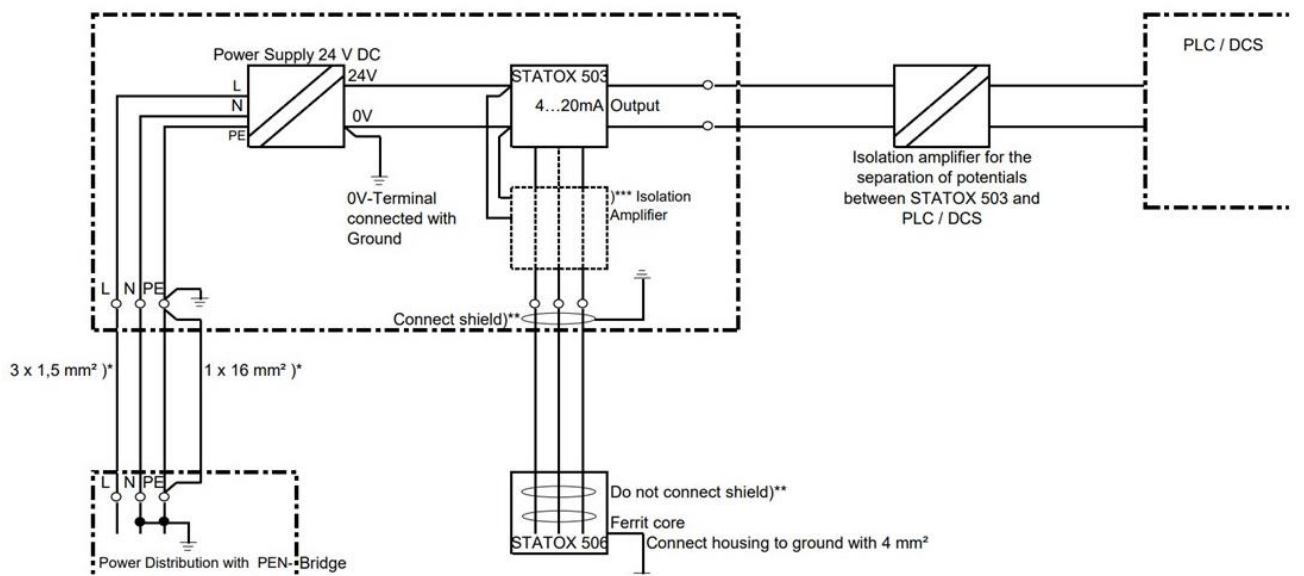 PLC / DCS
Power Supply 24 V DC
L
N
PE
24V
0V
STATOX 503
4...20mA Output
0V-Terminal
connected with
Ground
)*** Isolation
Amplifier
Isolation amplifier for the
separation of potentials
between STATOX 503 and
PLC / DCS
L N PE
Connect shield)**
3 x 1,5 mm² )*
1 x 16 mm² )*
L N PE
Power Distribution with PEN- Bridge
Do not connect shield)**
Ferrit core
STATOX 506
Connect housing to ground with 4 mm²